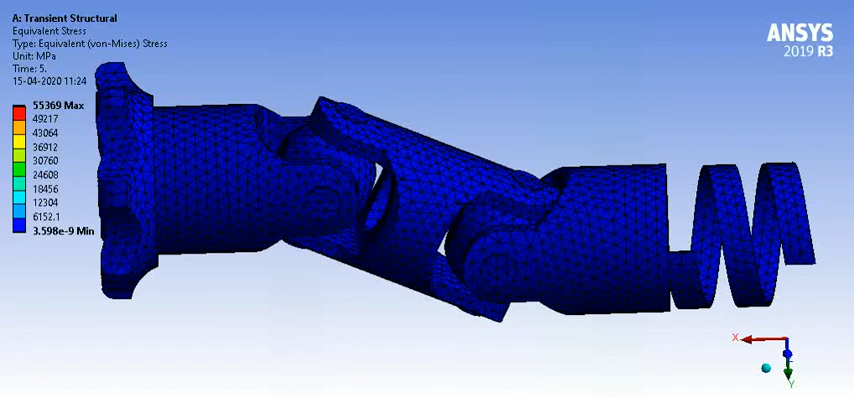 A: Transient Structural
Equivalent Stress
Type: Equivalent (von-Mises) Stress
Unit: MPa
Time: 5.
15-04-2020 11:24
55369 Max
49217
43064
36912
30760
24608
18456
12304
6152.1
3.598e-9 Min
ANSYS
2019 R3
X
Y